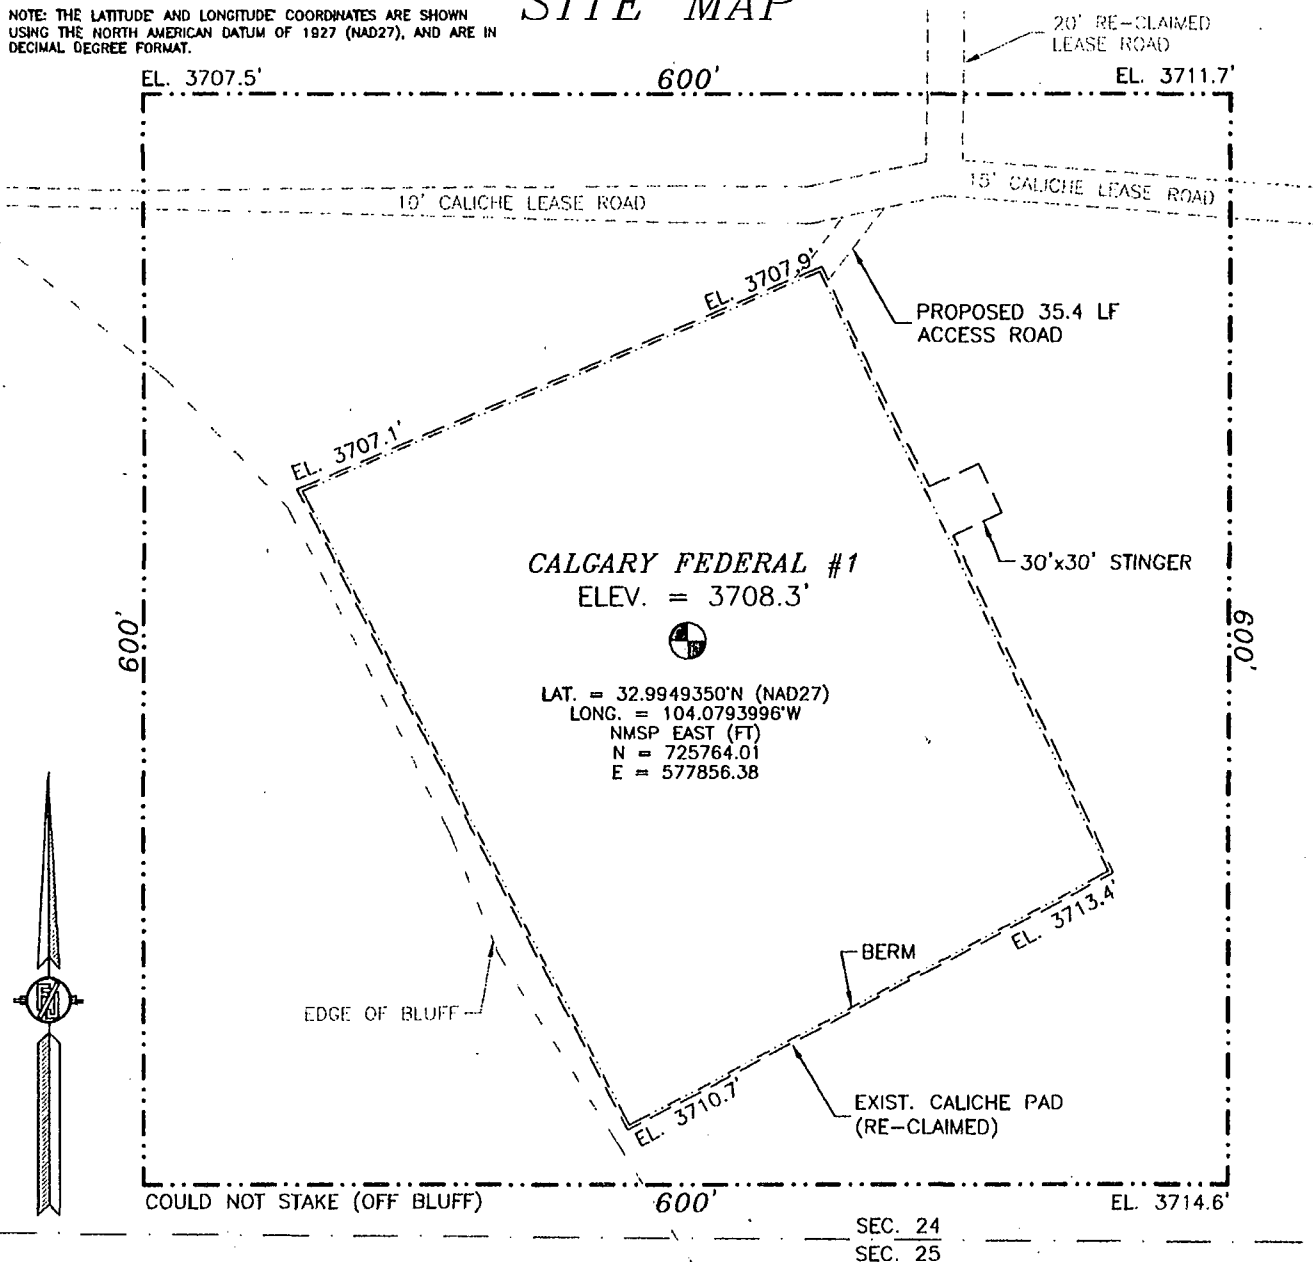 SITE MAP
NOTE: THE LATITUDE AND LONGITUDE COORDINATES ARE SHOWN
USING THE NORTH AMERICAN DATUM OF 1927 (NAD27), AND ARE IN
DECIMAL DEGREE FORMAT.
20' RE-CLAIMED
LEASE ROAD
EL. 3707.5'
600'
EL. 3711.7'
10' CALICHE LEASE ROAD
15' CALICHE LEASE ROAD
EL. 3707.9'
PROPOSED 35.4 LF
ACCESS ROAD
EL. 3707.1'
30'x30' STINGER
CALGARY FEDERAL #1
ELEV. = 3708.3'
600'
600'
LAT. = 32.9949350°N (NAD27)
LONG. = 104.0793996°W
NMSP EAST (FT)
N = 725764.01
E = 577856.38
EL. 3713.4'
BERM
EDGE OF BLUFF
EL. 3710.7'
EXIST. CALICHE PAD
(RE-CLAIMED)
COULD NOT STAKE (OFF BLUFF)
600'
EL. 3714.6'
SEC. 24
SEC. 25